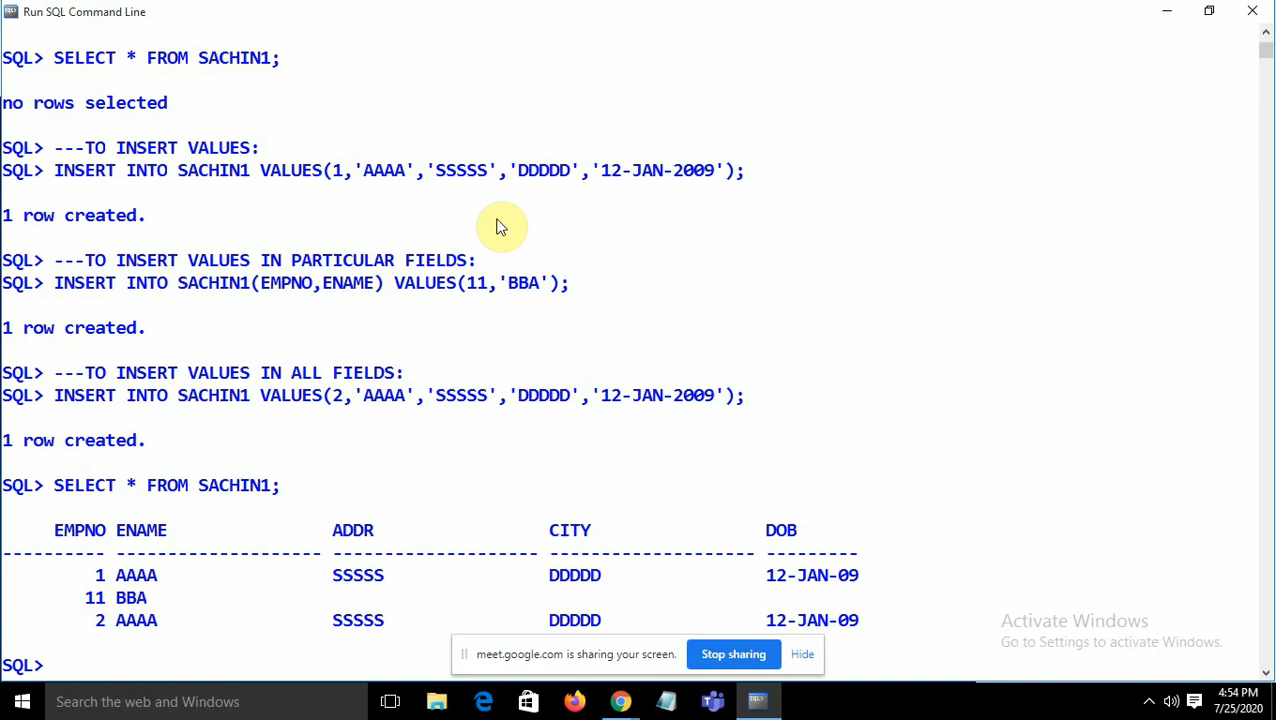 Run SQL Command Line
SQL> SELECT * FROM SACHIN1;
no rows selected
SQL> ---TO INSERT VALUES:
SQL> INSERT INTO SACHIN1 VALUES(1,'AAAA','SSSSS','DDDDD','12-JAN-2009');
1 row created.
SQL> ---TO INSERT VALUES IN PARTICULAR FIELDS:
SQL> INSERT INTO SACHIN1(EMPNO,ENAME) VALUES(11,'BBA');
1 row created.
SQL> ---TO INSERT VALUES IN ALL FIELDS:
SQL> INSERT INTO SACHIN1 VALUES(2,'AAAA','SSSSS','DDDDD','12-JAN-2009');
1 row created.
SQL> SELECT * FROM SACHIN1;
EMPNO ENAME ADDR CITY DOB
---------- -------------------- -------------------- -------------------- ---------
1 AAAA SSSSS DDDDD 12-JAN-09
11 BBA
2 AAAA SSSSS DDDDD 12-JAN-09
SQL>
Activate Windows
Go to Settings to activate Windows.
meet.google.com is sharing your screen. Stop sharing Hide
Search the web and Windows
4:54 PM
7/25/2020